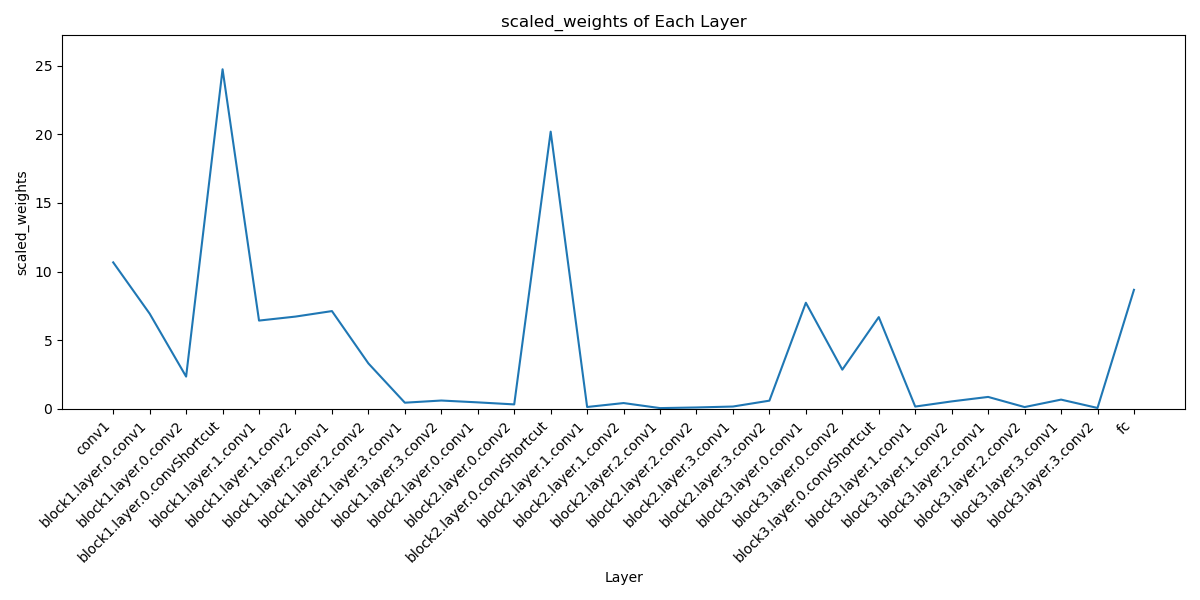 scaled_weights of Each Layer
scaled_weights
25
20
15
10
5
0
conv1
block1.layer.0.conv1
block1.layer.0.conv2
block1.layer.0.convShortcut
block1.layer.1.conv1
block1.layer.1.conv2
block1.layer.2.conv1
block1.layer.2.conv2
block1.layer.3.conv1
block1.layer.3.conv2
block2.layer.0.conv1
block2.layer.0.conv2
block2.layer.0.convShortcut
block2.layer.1.conv1
block2.layer.1.conv2
block2.layer.2.conv1
block2.layer.2.conv2
block2.layer.3.conv1
block2.layer.3.conv2
block3.layer.0.conv1
block3.layer.0.conv2
block3.layer.0.convShortcut
block3.layer.1.conv1
block3.layer.1.conv2
block3.layer.2.conv1
block3.layer.2.conv2
block3.layer.3.conv1
block3.layer.3.conv2
fc
Layer